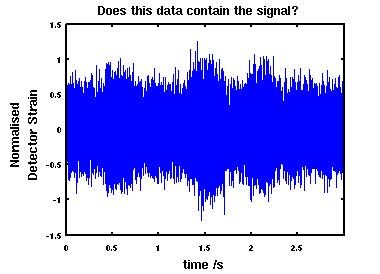 Does this data contain the signal?
1.5
1
0.5
0
-0.5
-1
-1.5
Normalised
Detector Strain
0 0.5 1 1.5 2 2.5
time /s